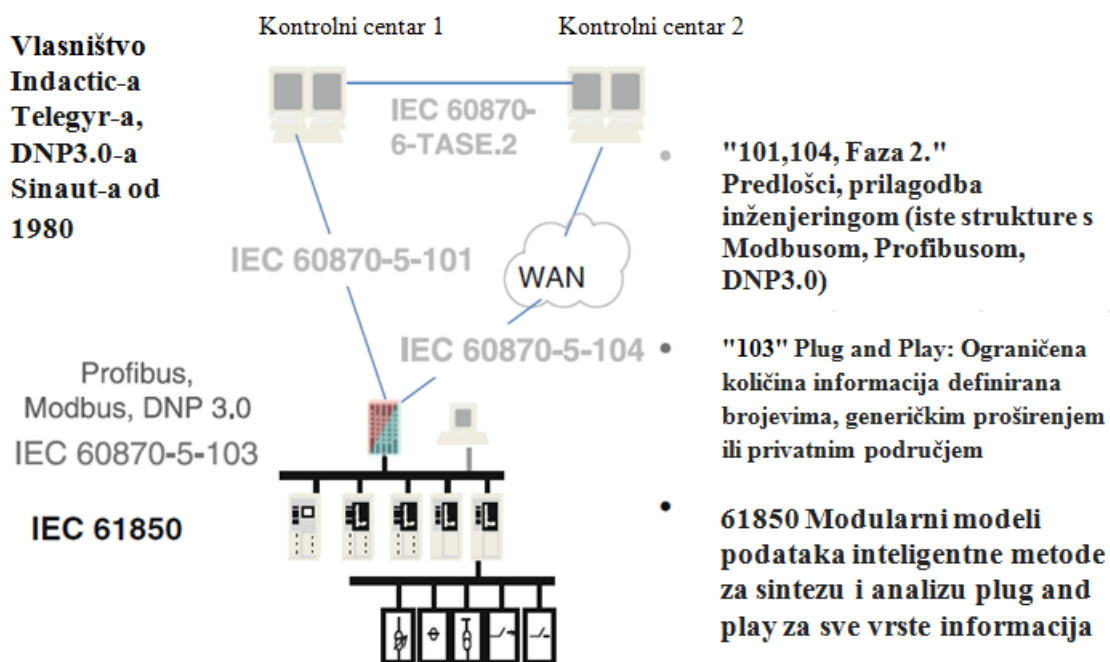 Kontrolni centar 1
Kontrolni centar 2
Vlasništvo
Indactic-a
Telegyr-a,
DNP3.0-a
Sinaut-a od
1980
IEC 60870-
6-TASE.2
IEC 60870-5-101
WAN
IEC 60870-5-104
Profibus,
Modbus, DNP 3.0
IEC 60870-5-103
IEC 61850
"101,104, Faza 2."
Predlošci, prilagodba
inženjeringom (iste strukture s
Modbusom, Profibusom,
DNP3.0)
"103" Plug and Play: Ograničena
količina informacija definirana
brojevima, generičkim proširenjem
ili privatnim područjem
61850 Modularni modeli
podataka inteligentne metode
za sintezu i analizu plug and
play za sve vrste informacija